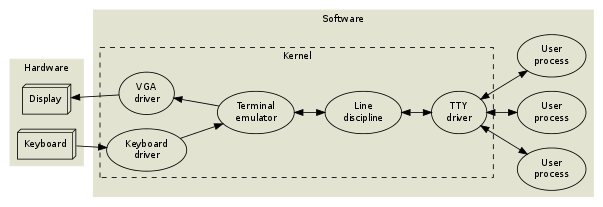 Software
Hardware
Kernel
Display
Keyboard
VGA
driver
Keyboard
driver
Terminal
emulator
Line
discipline
TTY
driver
User
process
User
process
User
process